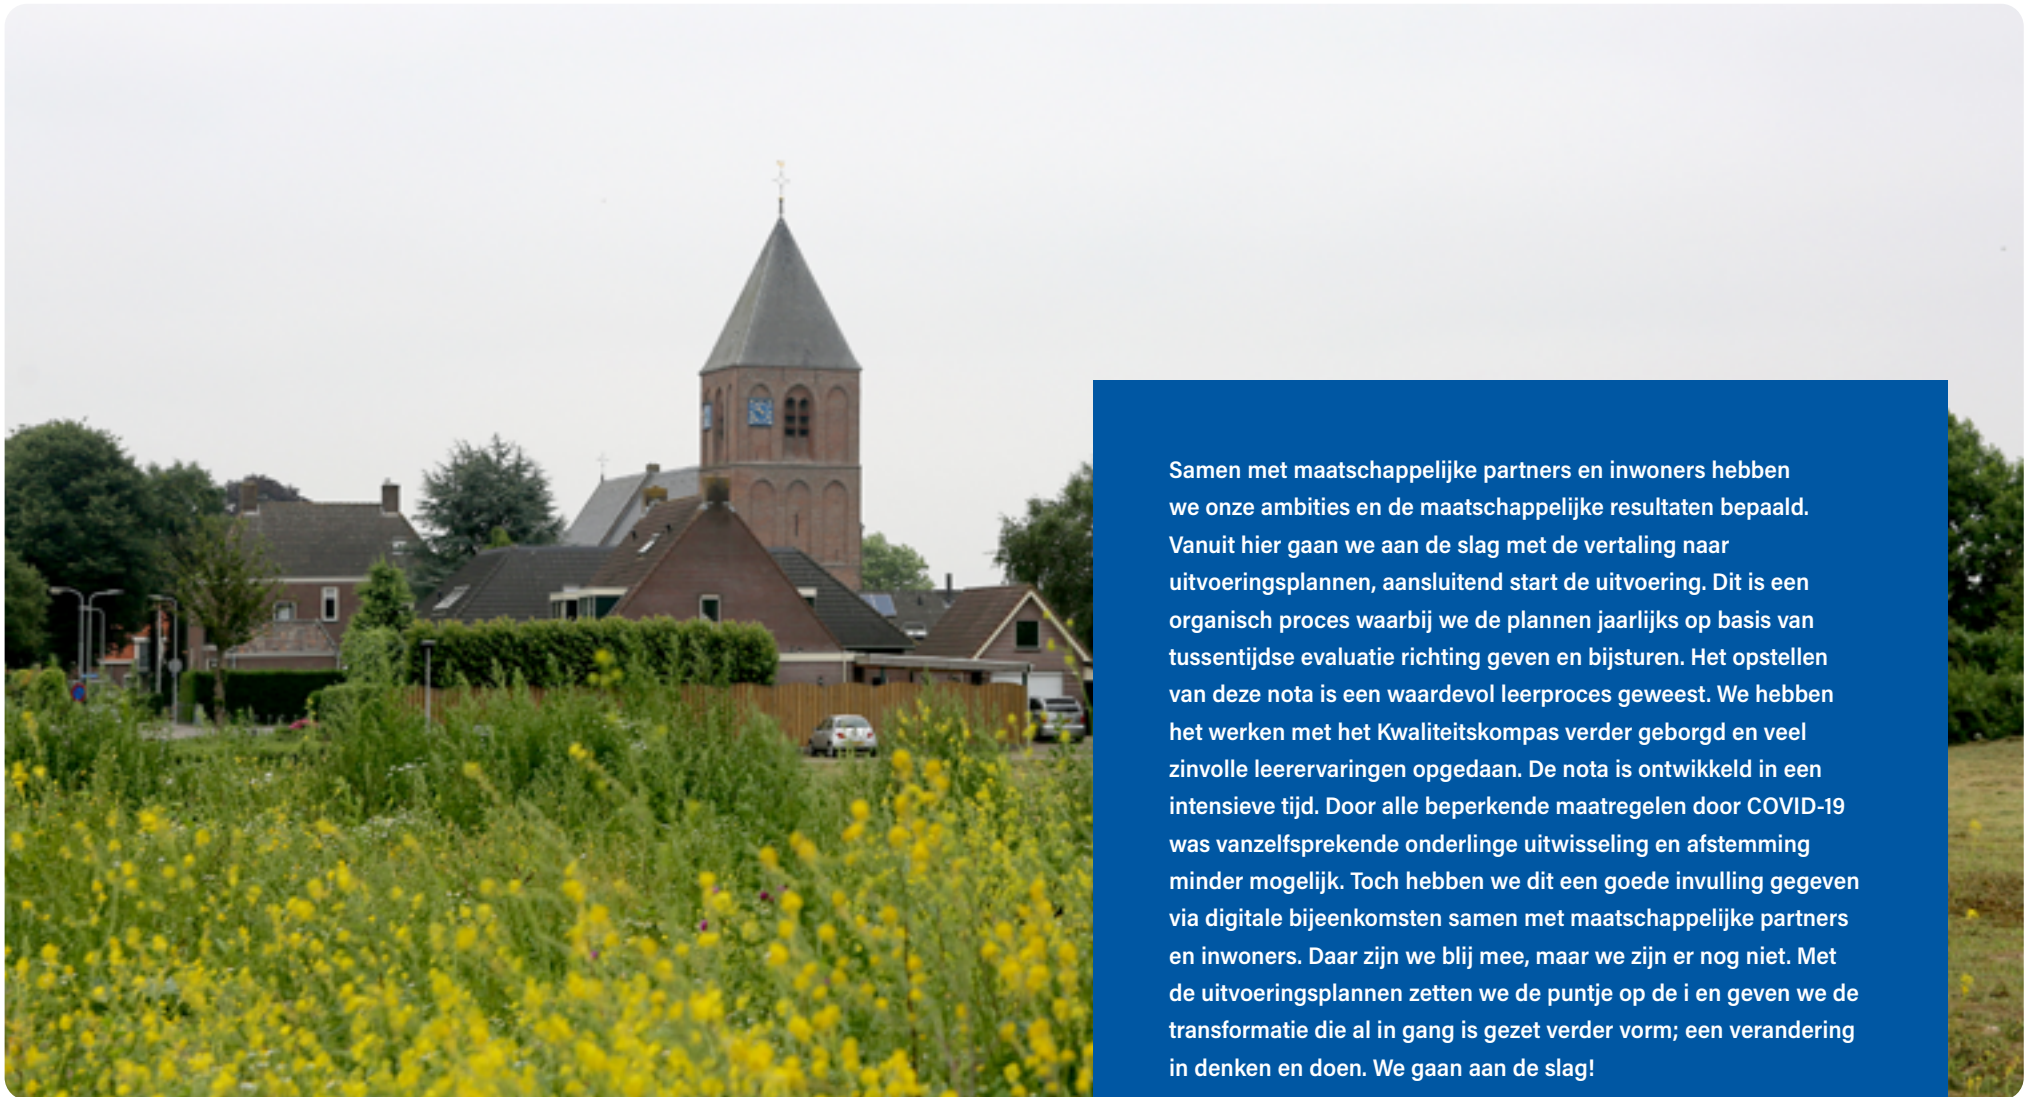 Samen met maatschappelijke partners en inwoners hebben
we onze ambities en de maatschappelijke resultaten bepaald.
Vanuit hier gaan we aan de slag met de vertaling naar
uitvoeringsplannen, aansluitend start de uitvoering. Dit is een
organisch proces waarbij we de plannen jaarlijks op basis van
tussentijdse evaluatie richting geven en bijsturen. Het opstellen
van deze nota is een waardevol leerproces geweest. We hebben
het werken met het Kwaliteitskompas verder geborgd en veel
zinvolle leerervaringen opgedaan. De nota is ontwikkeld in een
intensieve tijd. Door alle beperkende maatregelen door COVID-19
was vanzelfsprekende onderlinge uitwisseling en afstemming
minder mogelijk. Toch hebben we dit een goede invulling gegeven
via digitale bijeenkomsten samen met maatschappelijke partners
en inwoners. Daar zijn we blij mee, maar we zijn er nog niet. Met
de uitvoeringsplannen zetten we de puntje op de i en geven we de
transformatie die al in gang is gezet verder vorm; een verandering
in denken en doen. We gaan aan de slag!